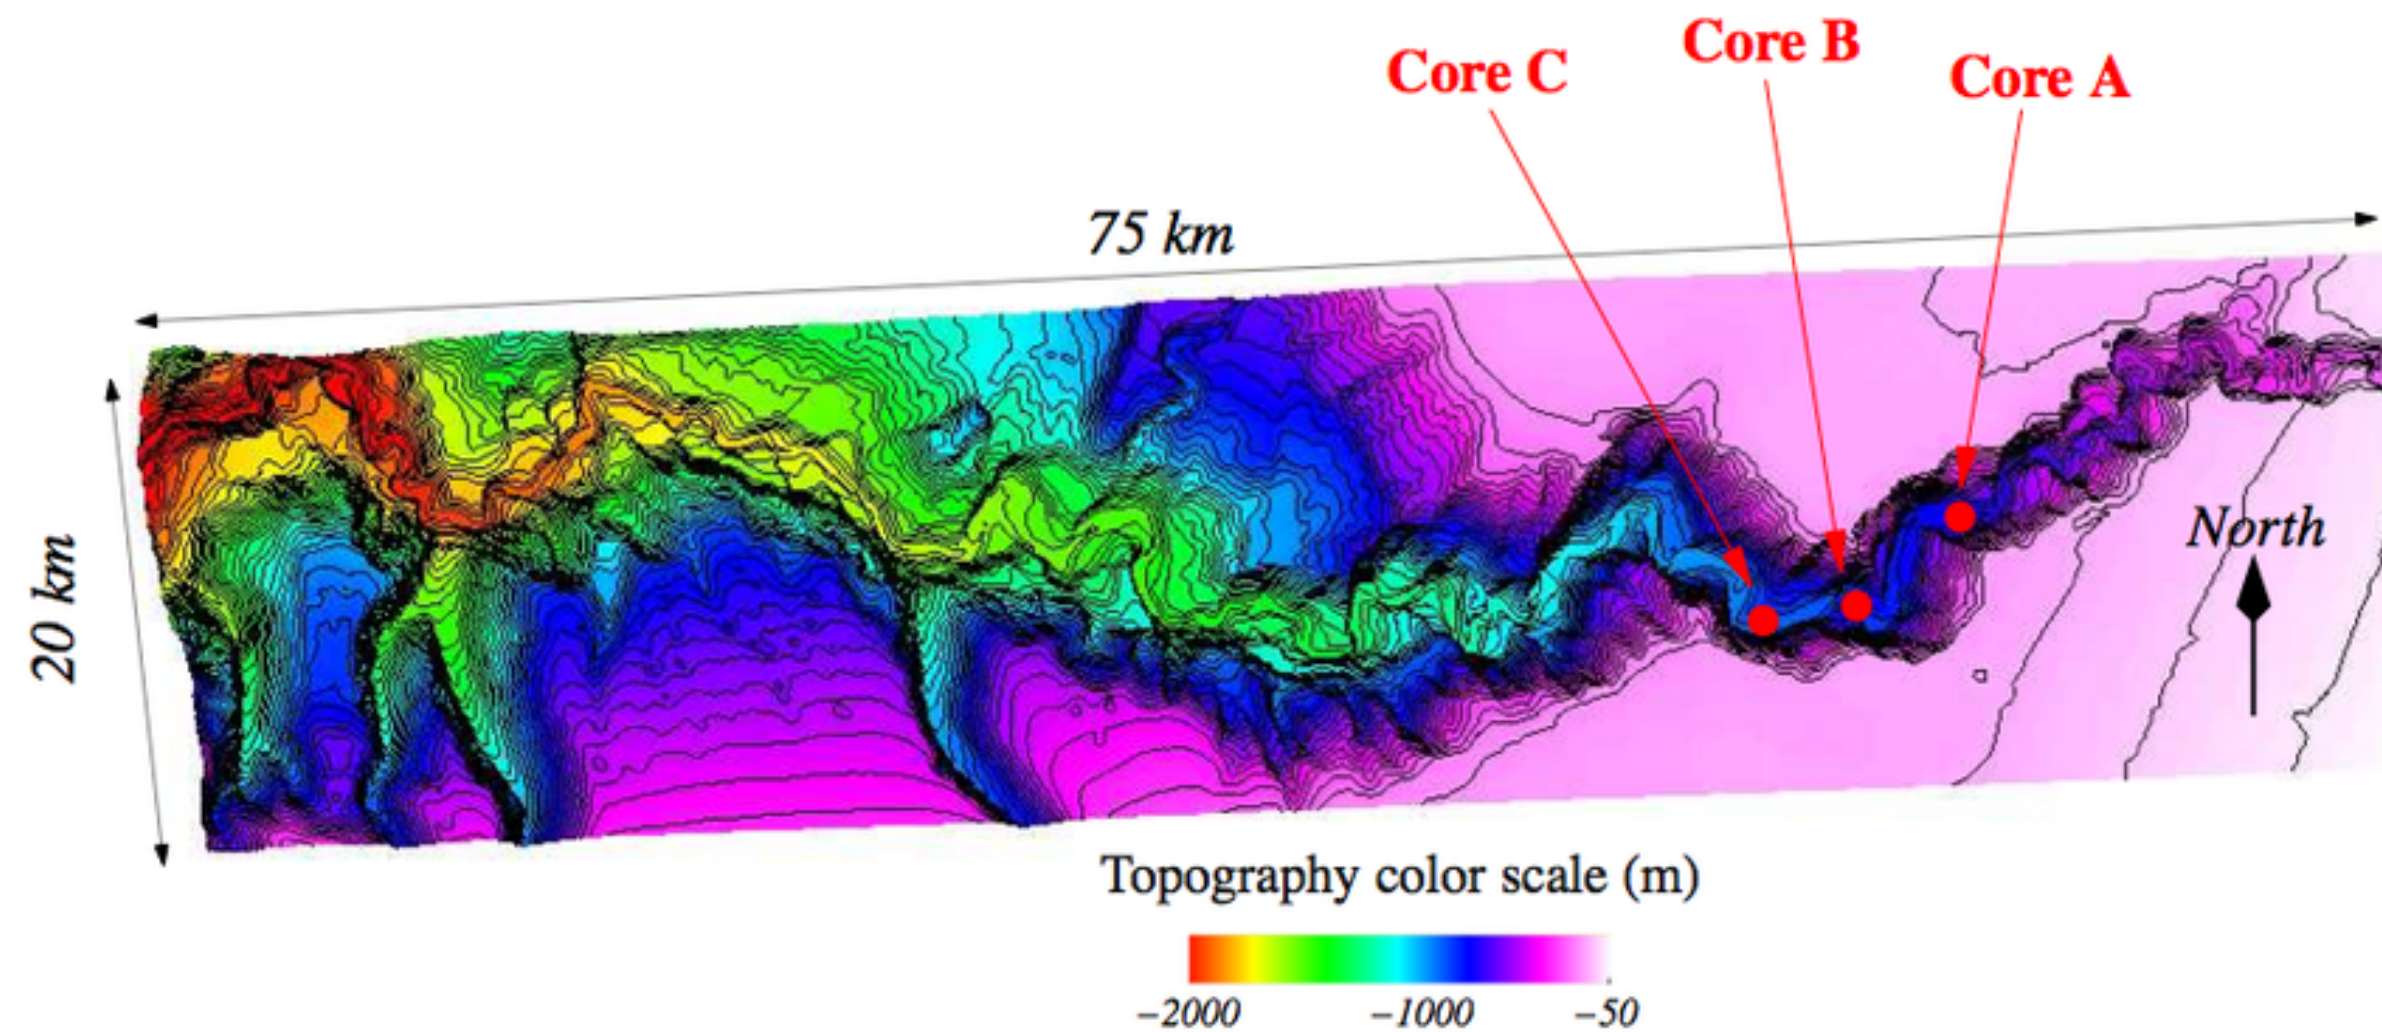 Core B
Core C
Core A
75 km
20 km
North
Topography color scale (m)
−2000
−1000
−50